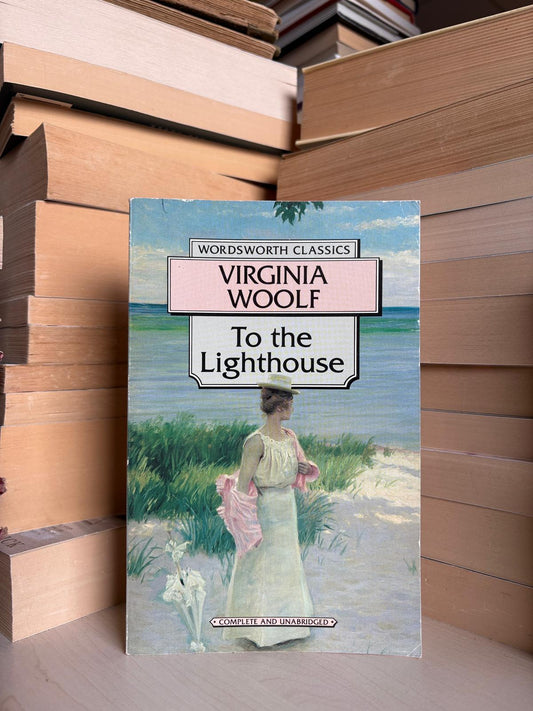 WORDSWORTH CLASSICS
VIRGINIA
WOOLF
To the
Lighthouse
• COMPLETE AND UNABRIDGED •